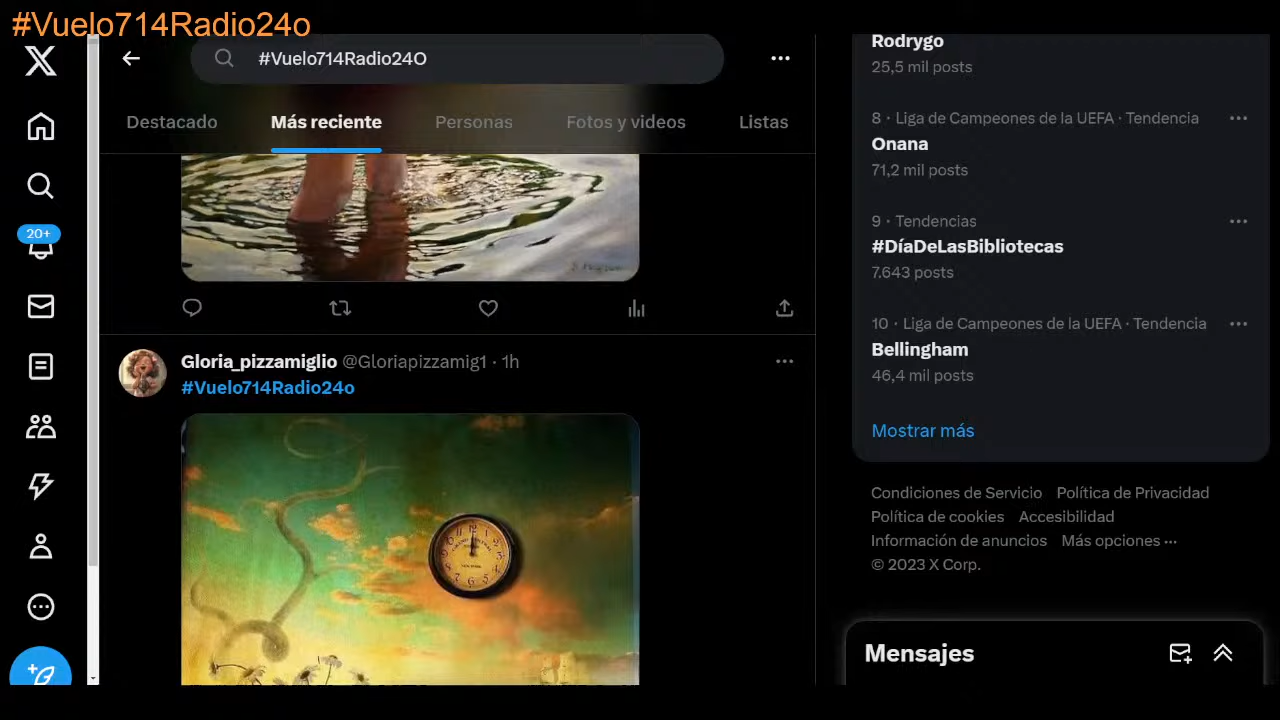 #Vuelo714Radio24o
#Vuelo714Radio24O
Destacado
Más reciente
Personas
Fotos y videos
Listas
20+
Gloria_pizzamiglio @Gloriapizzamig1 · 1h
#Vuelo714Radio24o
Rodrygo
25,5 mil posts
8 · Liga de Campeones de la UEFA · Tendencia
Onana
71,2 mil posts
9 · Tendencias
#DíaDeLasBibliotecas
7.643 posts
10 · Liga de Campeones de la UEFA · Tendencia
Bellingham
46,4 mil posts
Mostrar más
Condiciones de Servicio Política de Privacidad
Política de cookies Accesibilidad
Información de anuncios Más opciones ···
© 2023 X Corp.
Mensajes